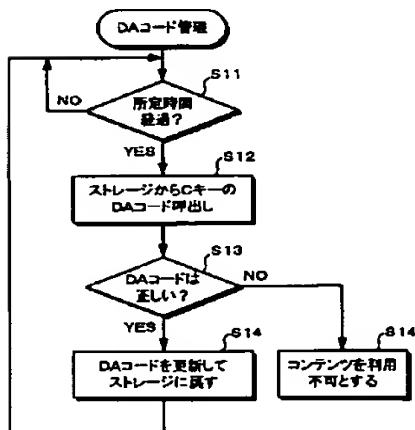 DAコード管理
S11
所定時間
経過？
NO
YES
S12
ストレージからCキーの
DAコード呼出し
S13
DAコードは
正しい？
NO
YES
S14
DAコードを更新して
ストレージに戻す
S14
コンテンツを利用
不可とする